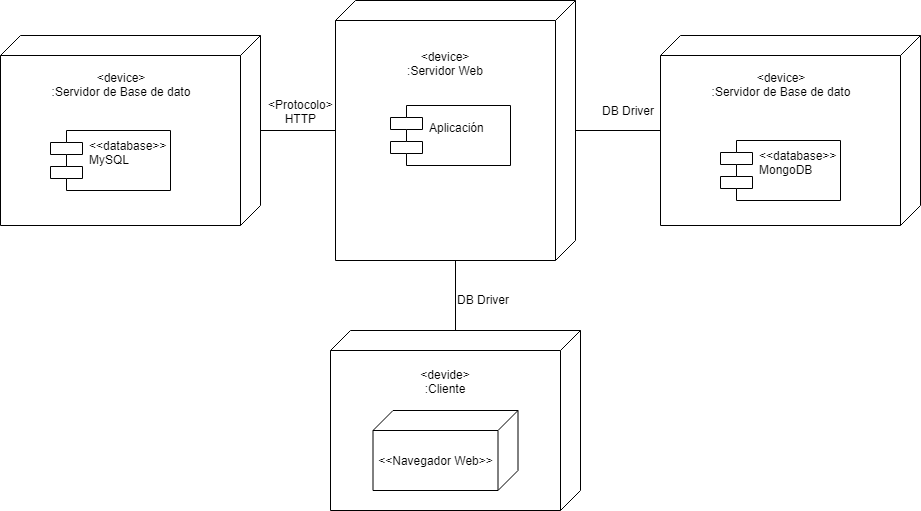 <device>
:Servidor de Base de dato
<<database>>
MySQL
<Protocolo>
HTTP
<device>
:Servidor Web
Aplicación
DB Driver
<device>
:Servidor de Base de dato
<<database>>
MongoDB
DB Driver
<devide>
:Cliente
<<Navegador Web>>